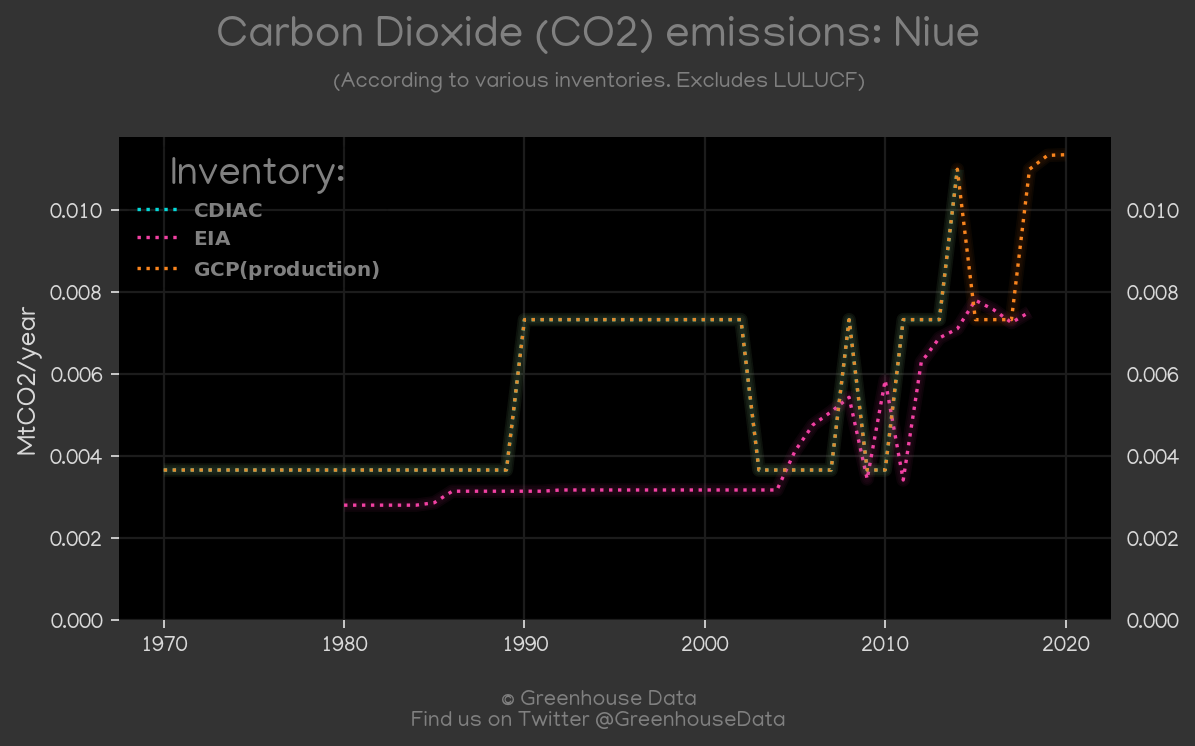 Carbon Dioxide (CO2) emissions: Niue
(According to various inventories. Excludes LULUCF)
Inventory:
CDIAC
EIA
GCP(production)
MtCO2/year
0.010
0.008
0.006
0.004
0.002
0.000
0.010
0.008
0.006
0.004
0.002
0.000
1970 1980 1990 2000 2010 2020
© Greenhouse Data
Find us on Twitter @GreenhouseData